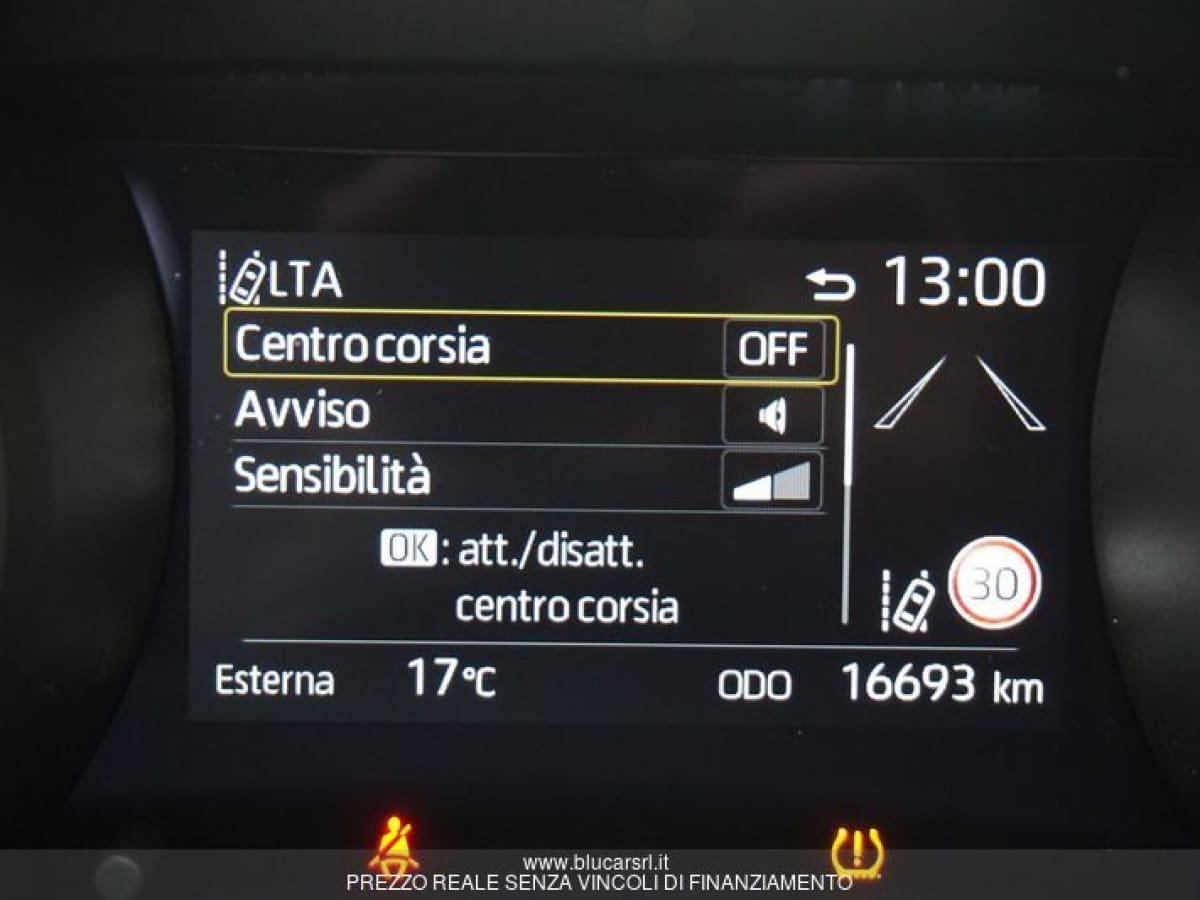 LTA
13:00
Centro corsia OFF
Avviso
Sensibilità
OK : att./disatt.
centro corsia
30
Esterna 17°C ODO 16693 km
www.blucarsrl.it
PREZZO REALE SENZA VINCOLI DI FINANZIAMENTO